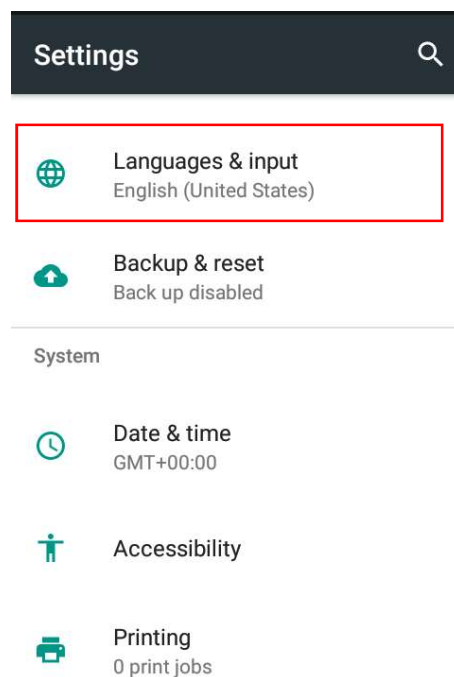 Settings
Languages & input
English (United States)
Backup & reset
Back up disabled
System
Date & time
GMT+00:00
Accessibility
Printing
0 print jobs